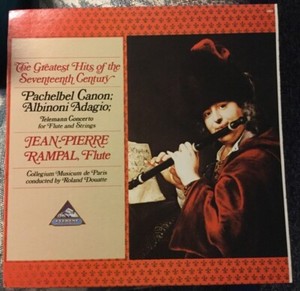 The Greatest Hits of the
Seventeenth Century
Pachelbel Canon;
Albinoni Adagio;
Telemann Concerto
for Flute and Strings
JEAN-PIERRE
RAMPAL, Flute
Collegium Musicum de Paris
conducted by Roland Douatte